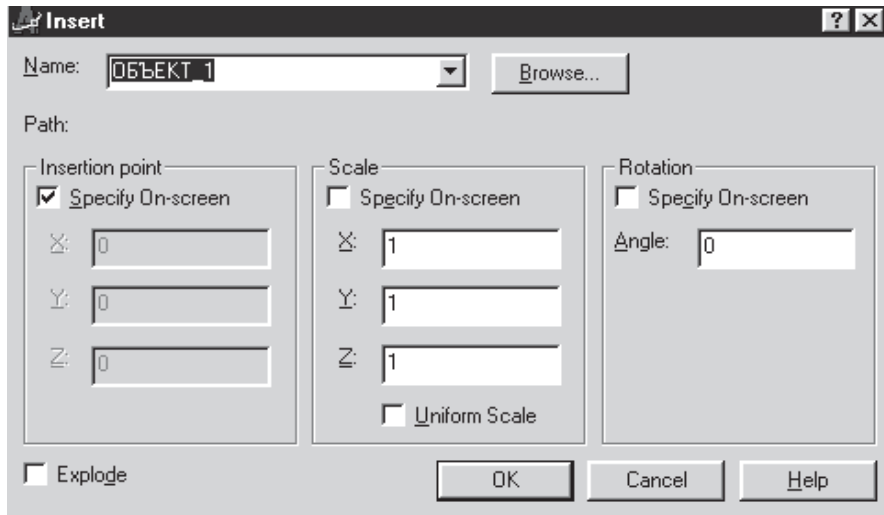 Insert
Name: ОБЪЕКТ_1 Browse...
Path:
Insertion point Scale Rotation
Specify On-screen Specify On-screen Specify On-screen
X: 0 X: 1 Angle: 0
Y: 0 Y: 1
Z: 0 Z: 1
Uniform Scale
Explode OK Cancel Help